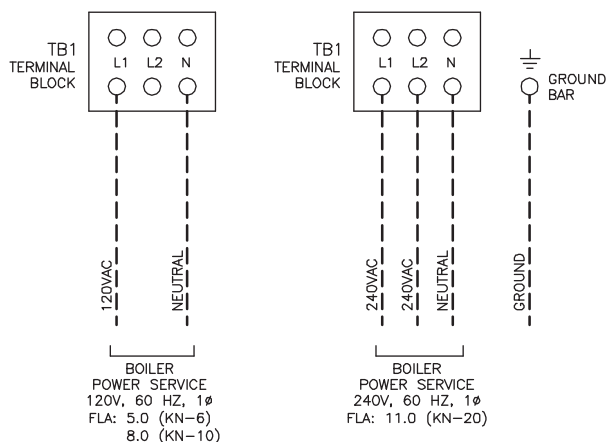 TB1
TERMINAL
BLOCK
L1 L2 N
120VAC
NEUTRAL
BOILER
POWER SERVICE
120V, 60 HZ, 1ø
FLA: 5.0 (KN-6)
8.0 (KN-10)
TB1
TERMINAL
BLOCK
L1 L2 N
240VAC
240VAC
NEUTRAL
BOILER
POWER SERVICE
240V, 60 HZ, 1ø
FLA: 11.0 (KN-20)
GROUND
BAR
GROUND